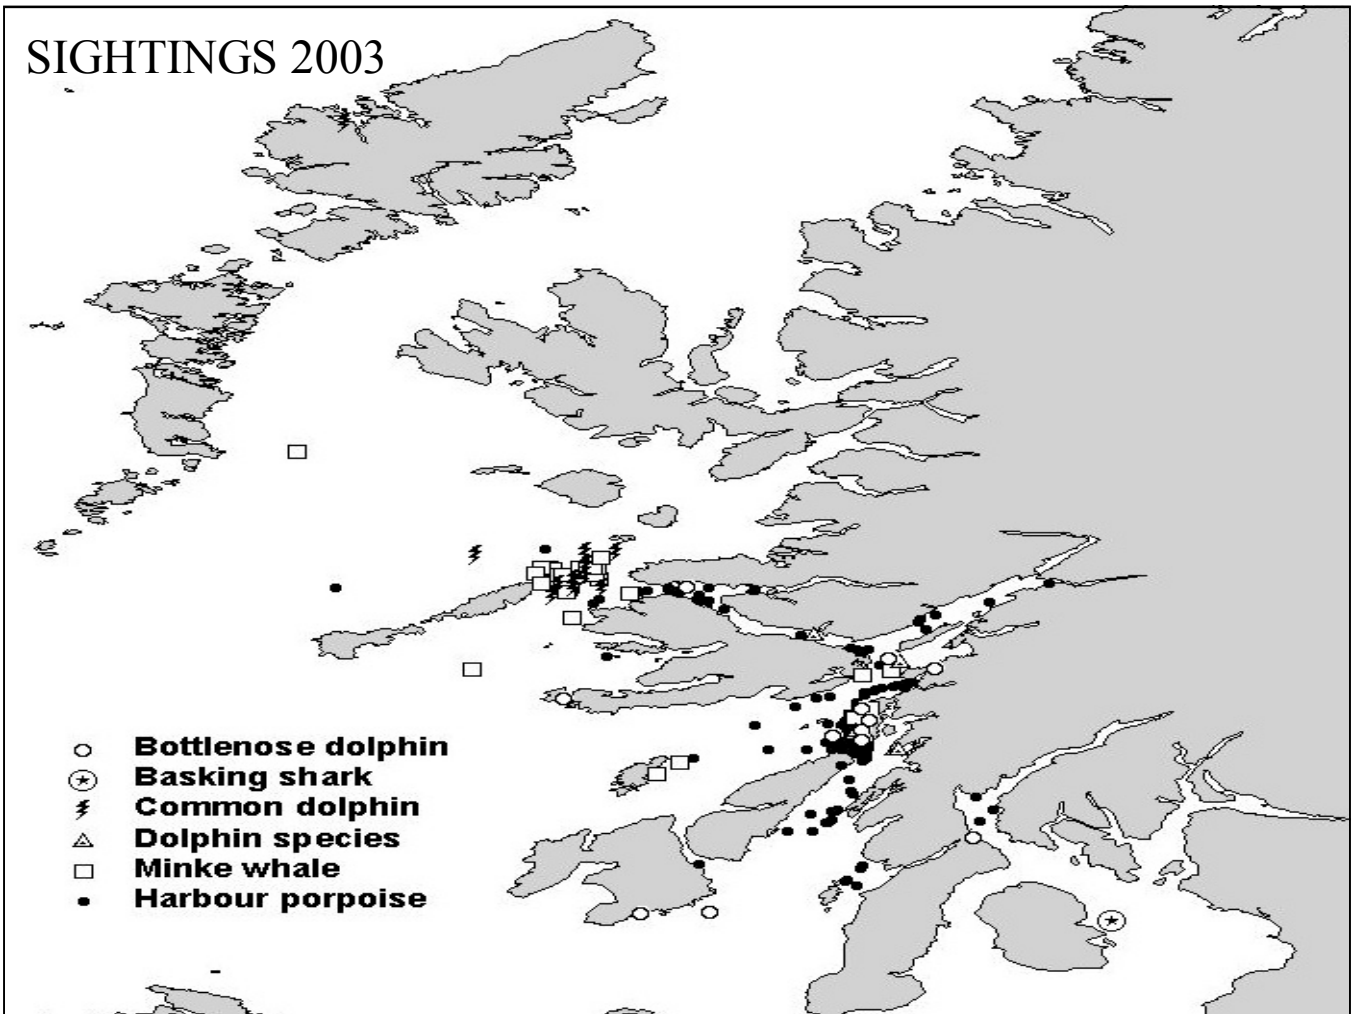 SIGHTINGS 2003
Bottlenose dolphin
Basking shark
Common dolphin
Dolphin species
Minke whale
Harbour porpoise